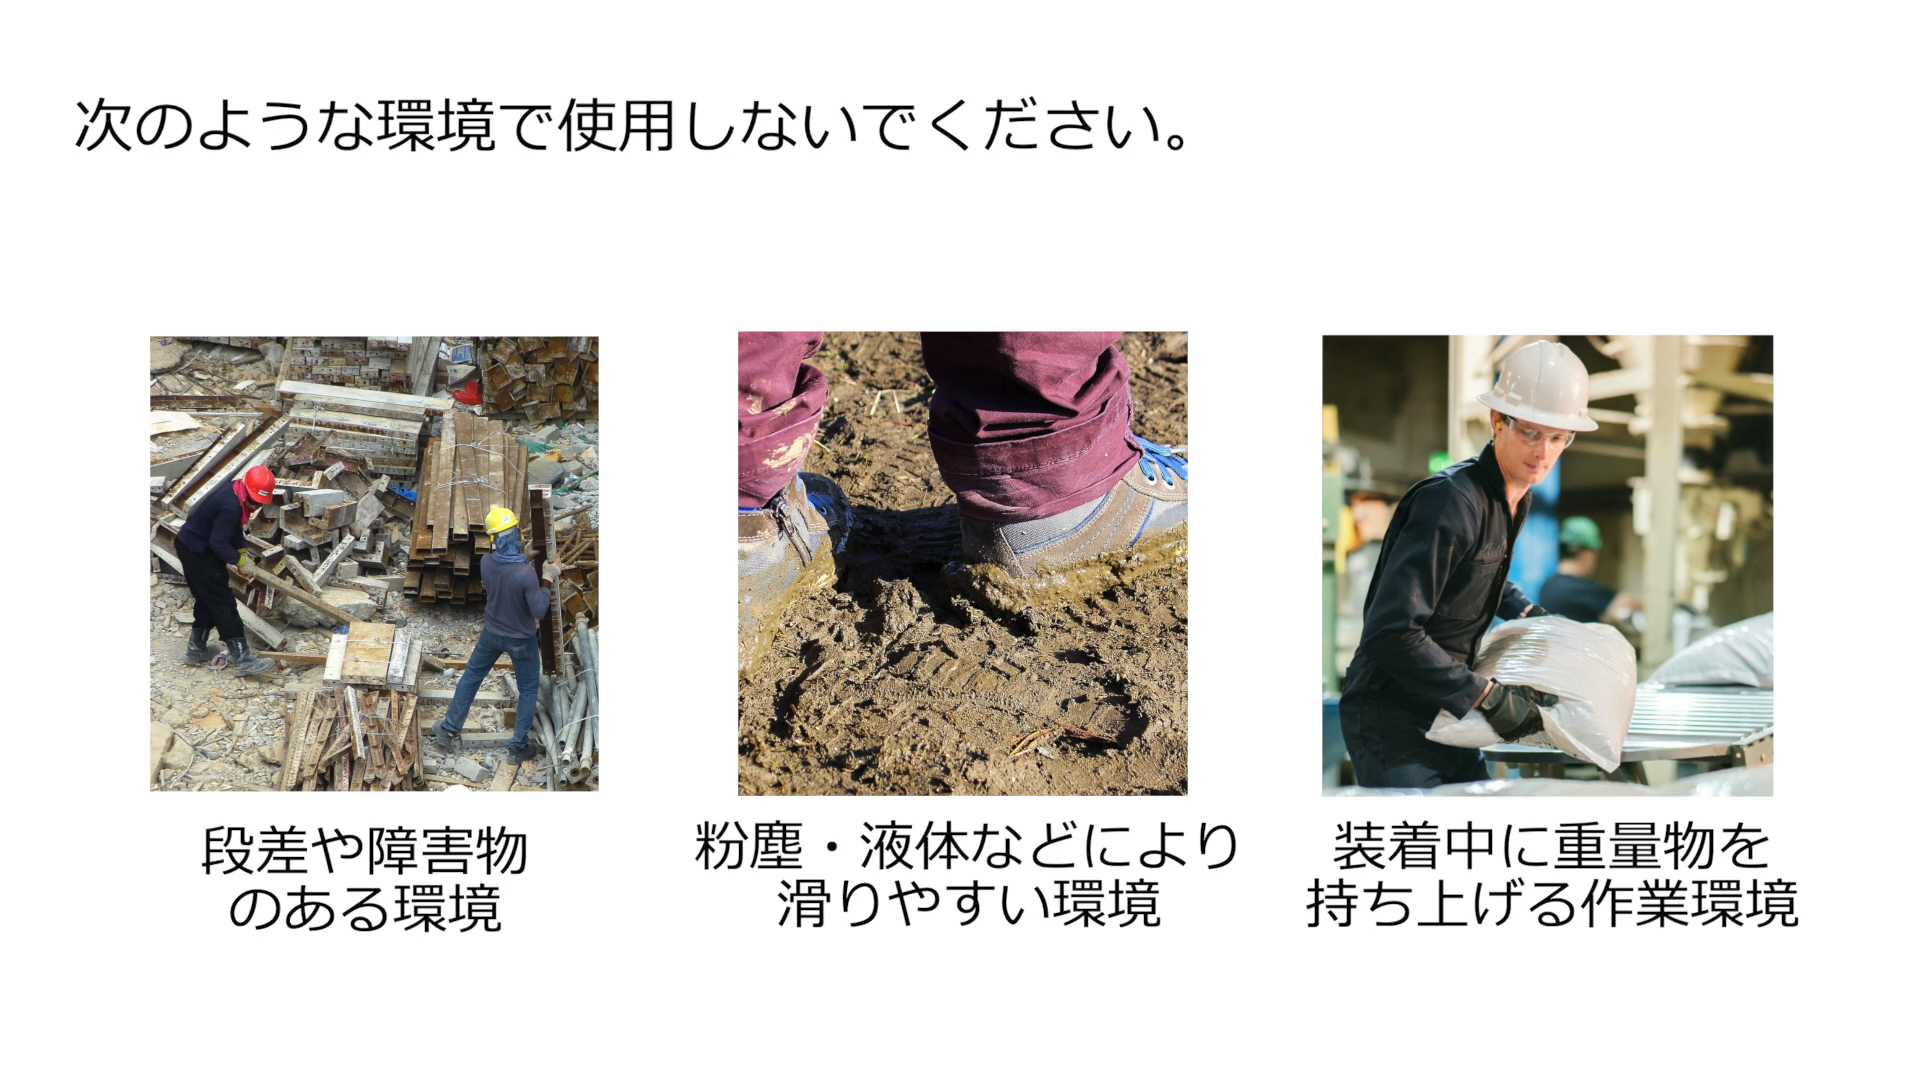 次のような環境で使用しないでください。
段差や障害物
のある環境
粉塵・液体などにより
滑りやすい環境
装着中に重量物を
持ち上げる作業環境